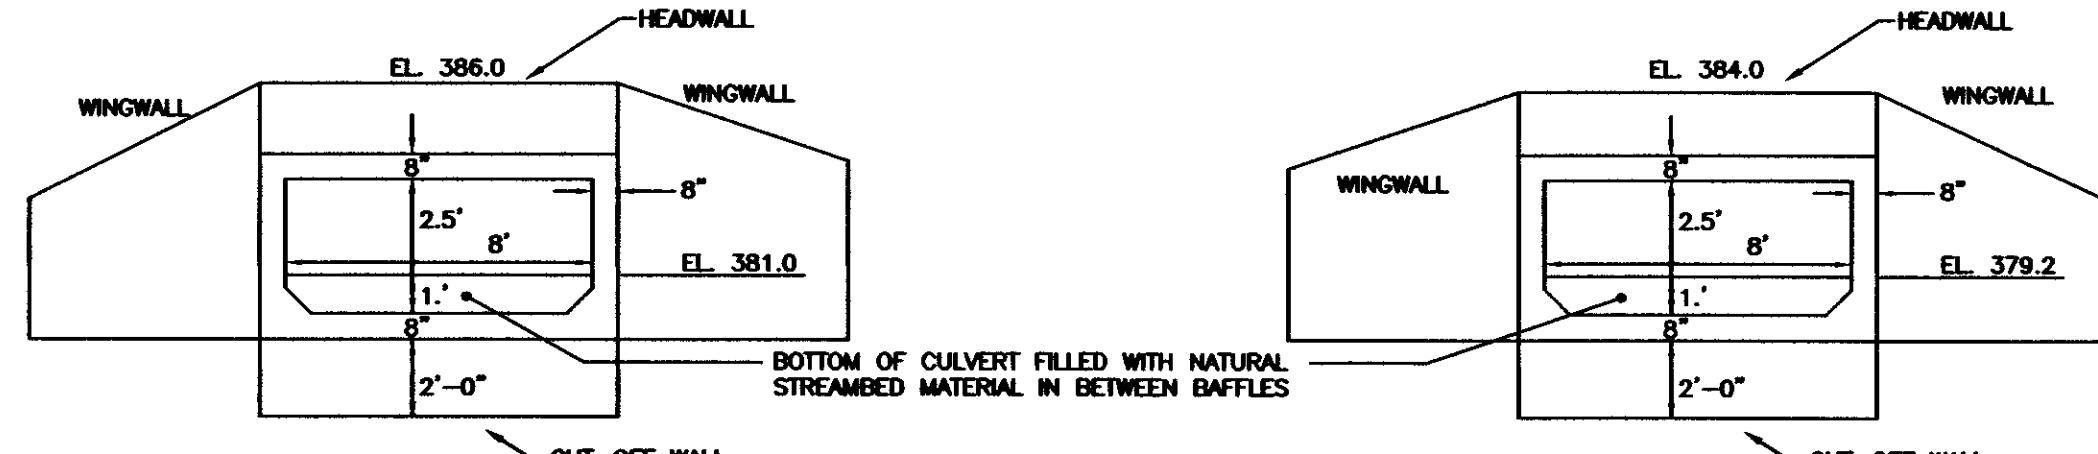 HEADWALL
EL. 386.0
WINGWALL
WINGWALL
8"
8"
2.5'
8'
EL. 381.0
1.'
8"
2'-0"
BOTTOM OF CULVERT FILLED WITH NATURAL
STREAMBED MATERIAL IN BETWEEN BAFFLES
HEADWALL
EL. 384.0
WINGWALL
WINGWALL
8"
8"
2.5'
8'
EL. 379.2
1.'
8"
2'-0"